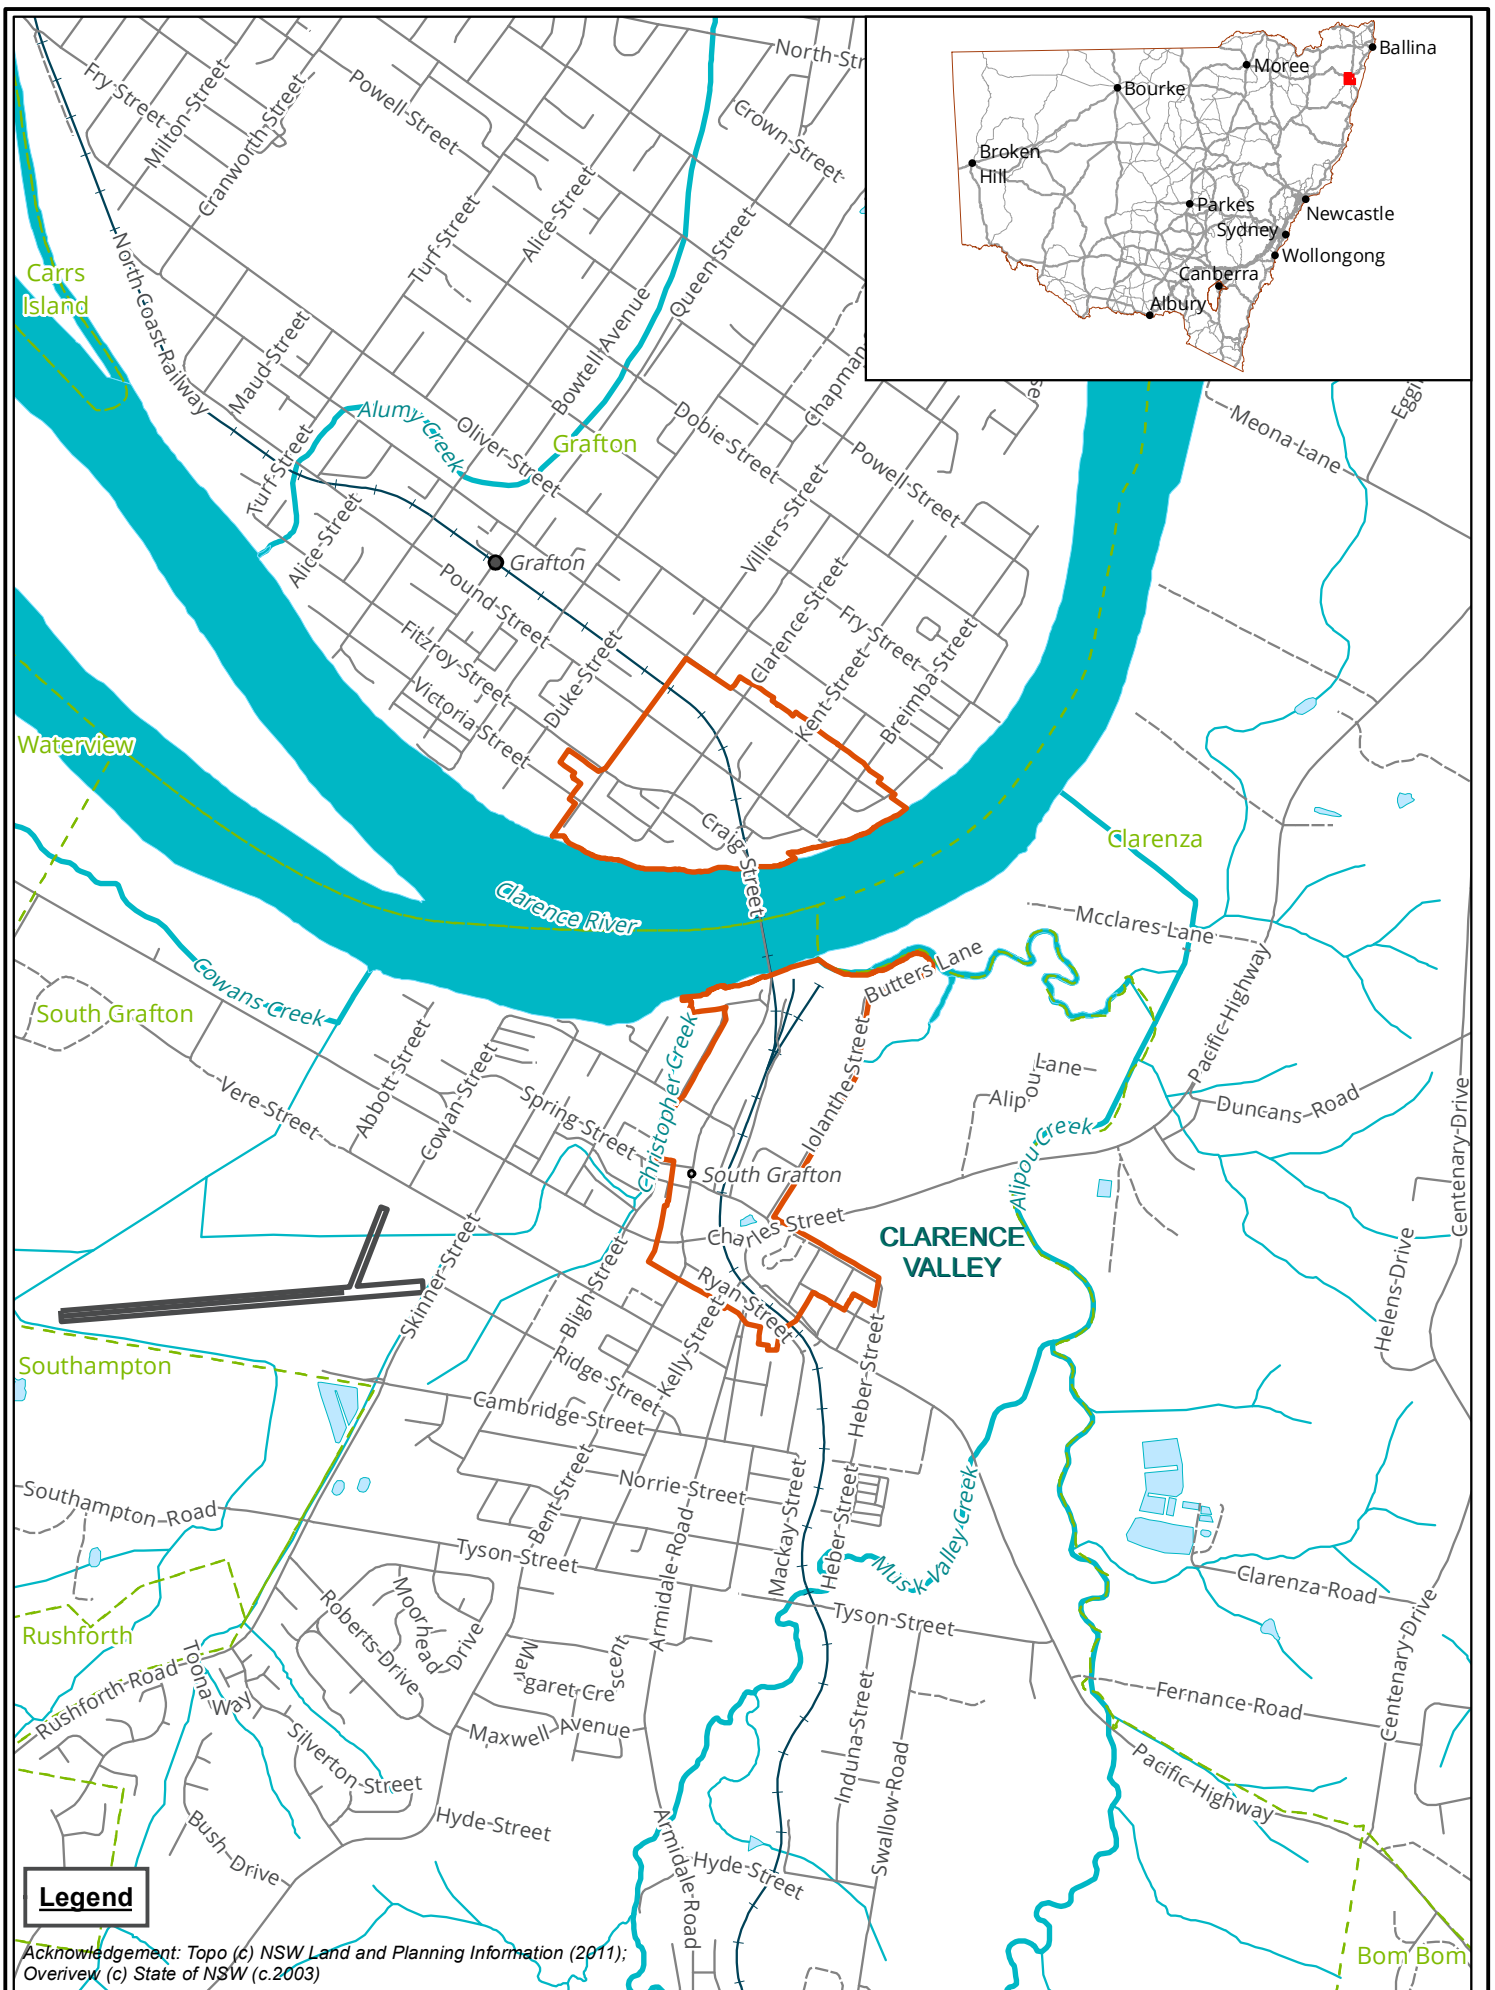 North Str
Ballina
Moree
Bourke
Broken
Hill
Parkes
Newcastle
Sydney
Wollongong
Canberra
Albury
Fry Street
Milton Street
Cranworth Street
Powell Street
Crown Street
Turf Street
Alice Street
Queen Street
North Coast Railway
Carrs
Island
Maud Street
Bowtell Avenue
Chapman
Alumy Creek
Oliver Street
Grafton
Dobie Street
Powell Street
Meona Lane
Eggi
Turf Street
Alice Street
Villiers Street
Grafton
Pound Street
Clarence Street
Fry Street
Fitzroy Street
Duke Street
Kent Street
Breimba Street
Victoria Street
Waterview
Craig Street
Clarenza
Clarence River
Mcclares Lane
Cowans Creek
Butters Lane
South Grafton
Pacific Highway
Abbott Street
Cowan Street
Christopher Creek
Iolanthe Street
Alipou
Lane
Vere Street
Spring Street
Duncans Road
Alipou Creek
Centenary Drive
South Grafton
Charles Street
CLARENCE
VALLEY
Skinner Street
Bligh Street
Ryan Street
Helens Drive
Southampton
Kelly Street
Ridge Street
Heber Street
Cambridge Street
Norrie Street
Southampton Road
Bent Street
Mackay Street
Heber Street
Musk Valley Creek
Tyson Street
Armidale Road
Clarenza Road
Roberts Drive
Moorhead
Drive
Tyson Street
Rushforth
Margaret Crescent
Toona
Way
Rushforth Road
Fernance Road
Centenary Drive
Maxwell Avenue
Silverton Street
Induna Street
Swallow Road
Pacific Highway
Hyde Street
Bush Drive
Armidale Road
Hyde Street
Legend
Bom Bom
Acknowledgement: Topo (c) NSW Land and Planning Information (2011);
Overivew (c) State of NSW (c.2003)